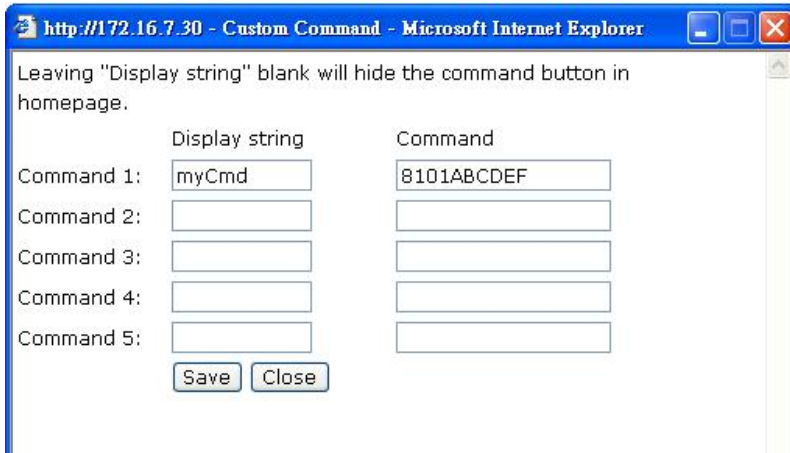 http://172.16.7.30 - Custom Command - Microsoft Internet Explorer
Leaving "Display string" blank will hide the command button in
homepage.
Display string Command
Command 1: myCmd 8101ABCDEF
Command 2:
Command 3:
Command 4:
Command 5:
Save Close